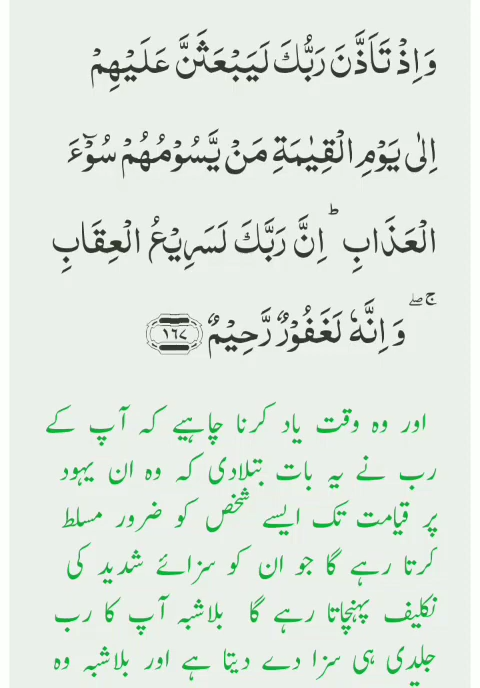 وَاِذۡ تَاَذَّنَ رَبُّكَ لَيَبۡعَثَنَّ عَلَيۡهِمۡ
اِلٰى يَوۡمِ الۡقِيٰمَةِ مَنۡ يَّسُوۡمُهُمۡ سُوۡٓءَ
الۡعَذَابِ‌ ؕ اِنَّ رَبَّكَ لَسَرِيۡعُ الۡعِقَابِ
ۖۚ وَاِنَّهٗ لَغَفُوۡرٌ رَّحِيۡمٌ ﴿۱۶۷﴾
اور وہ وقت یاد کرنا چاہیے کہ آپ کے
رب نے یہ بات بتلادی کہ وہ ان یہود
پر قیامت تک ایسے شخص کو ضرور مسلط
کرتا رہے گا جو ان کو سزائے شدید کی
تکلیف پہنچاتا رہے گا بلاشبہ آپ کا رب
جلدی ہی سزا دے دیتا ہے اور بلاشبہ وہ